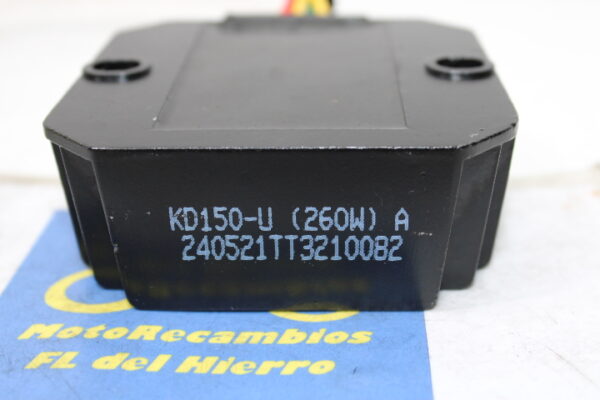 KD150-U (260W) A
240521TT3210082
MotoRecambios
FL del Hierro